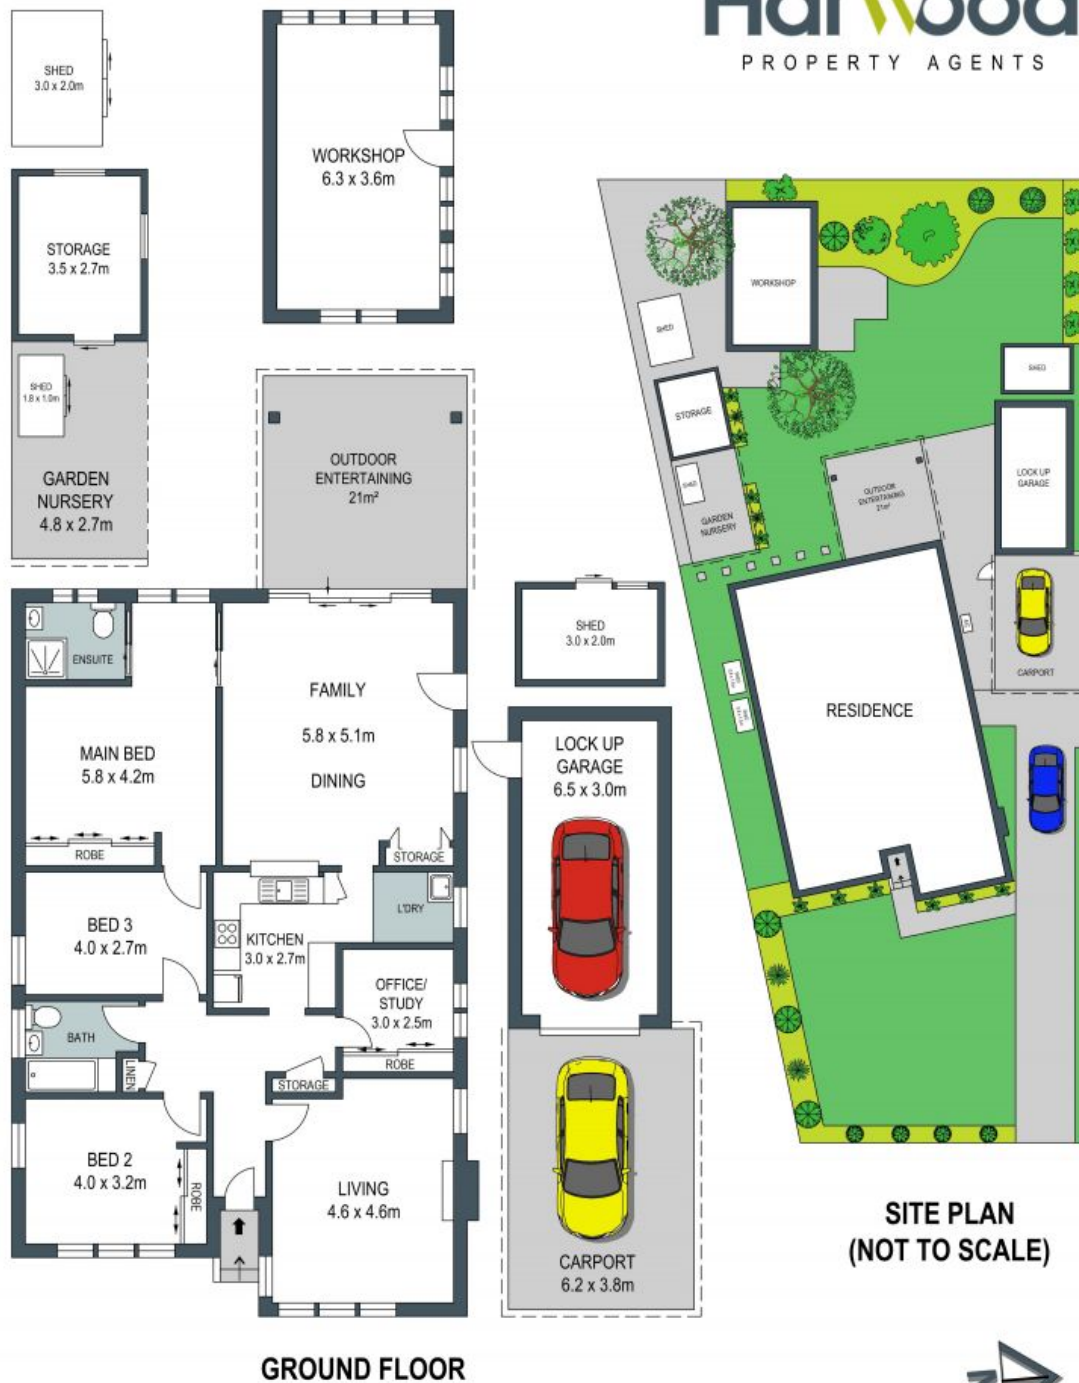 Harwood
PROPERTY AGENTS
SHED
3.0 x 2.0m
WORKSHOP
6.3 x 3.6m
STORAGE
3.5 x 2.7m
SHED
1.8 x 1.0m
GARDEN
NURSERY
4.8 x 2.7m
OUTDOOR
ENTERTAINING
21m²
ENSUITE
MAIN BED
5.8 x 4.2m
ROBE
FAMILY
5.8 x 5.1m
DINING
STORAGE
BED 3
4.0 x 2.7m
KITCHEN
3.0 x 2.7m
L'DRY
OFFICE/
STUDY
3.0 x 2.5m
ROBE
BATH
LINEN
STORAGE
BED 2
4.0 x 3.2m
ROBE
LIVING
4.6 x 4.6m
SHED
3.0 x 2.0m
LOCK UP
GARAGE
6.5 x 3.0m
CARPORT
6.2 x 3.8m
GROUND FLOOR
WORKSHOP
SHED
STORAGE
SHED
GARDEN
NURSERY
OUTDOOR
ENTERTAINING
21m²
SHED
LOCK UP
GARAGE
CARPORT
RESIDENCE
SITE PLAN
(NOT TO SCALE)